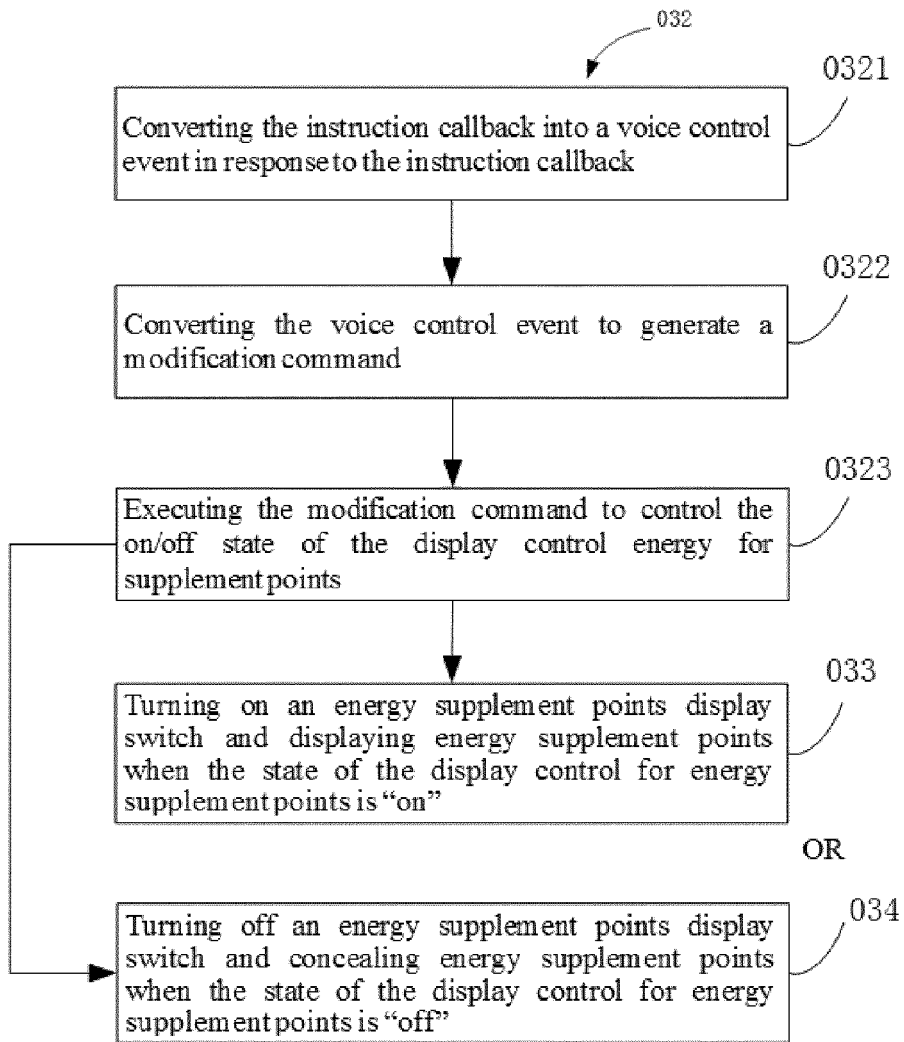 032
0321
Converting the instruction callback into a voice control
event in response to the instruction callback
0322
Converting the voice control event to generate a
modification command
0323
Executing the modification command to control the
on/off state of the display control energy for
supplement points
033
Turning on an energy supplement points display
switch and displaying energy supplement points
when the state of the display control for energy
supplement points is “on”
OR
034
Turning off an energy supplement points display
switch and concealing energy supplement points
when the state of the display control for energy
supplement points is “off”